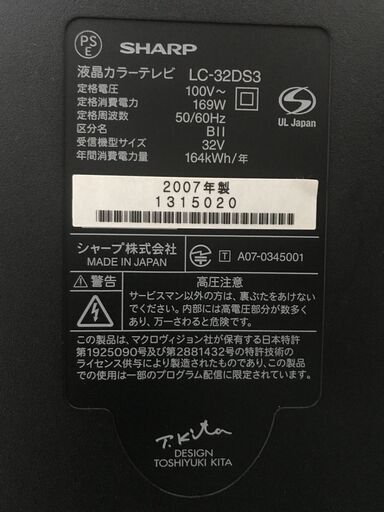 PS
E
SHARP
液晶カラーテレビ LC-32DS3
定格電圧 100V～
定格消費電力 169W
定格周波数 50/60Hz
区分名 BII
受信機型サイズ 32V
年間消費電力量 164kWh/年
S
UL Japan
2007年製
1315020
シャープ株式会社
MADE IN JAPAN
T A07-0345001
警告 高圧注意
サービスマン以外の方は、裏ぶたをあけない
でください。内部には高電圧部分が数多く
あり、万一さわると危険です。
この製品は、マクロヴィジョン社が保有する日本特許
第1925090号及び第2881432号の特許技術の
ライセンス供与により製造されたものであり、この製品
での使用は一部のプログラム配信に限定されています。
T.Kita
DESIGN
TOSHIYUKI KITA